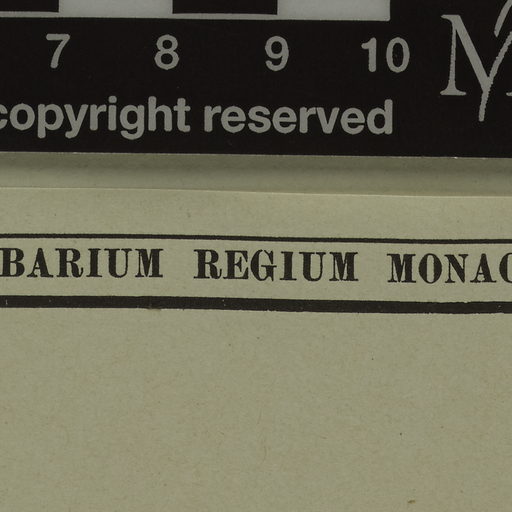 7 8 9 10
copyright reserved
BARIUM REGIUM MONAC